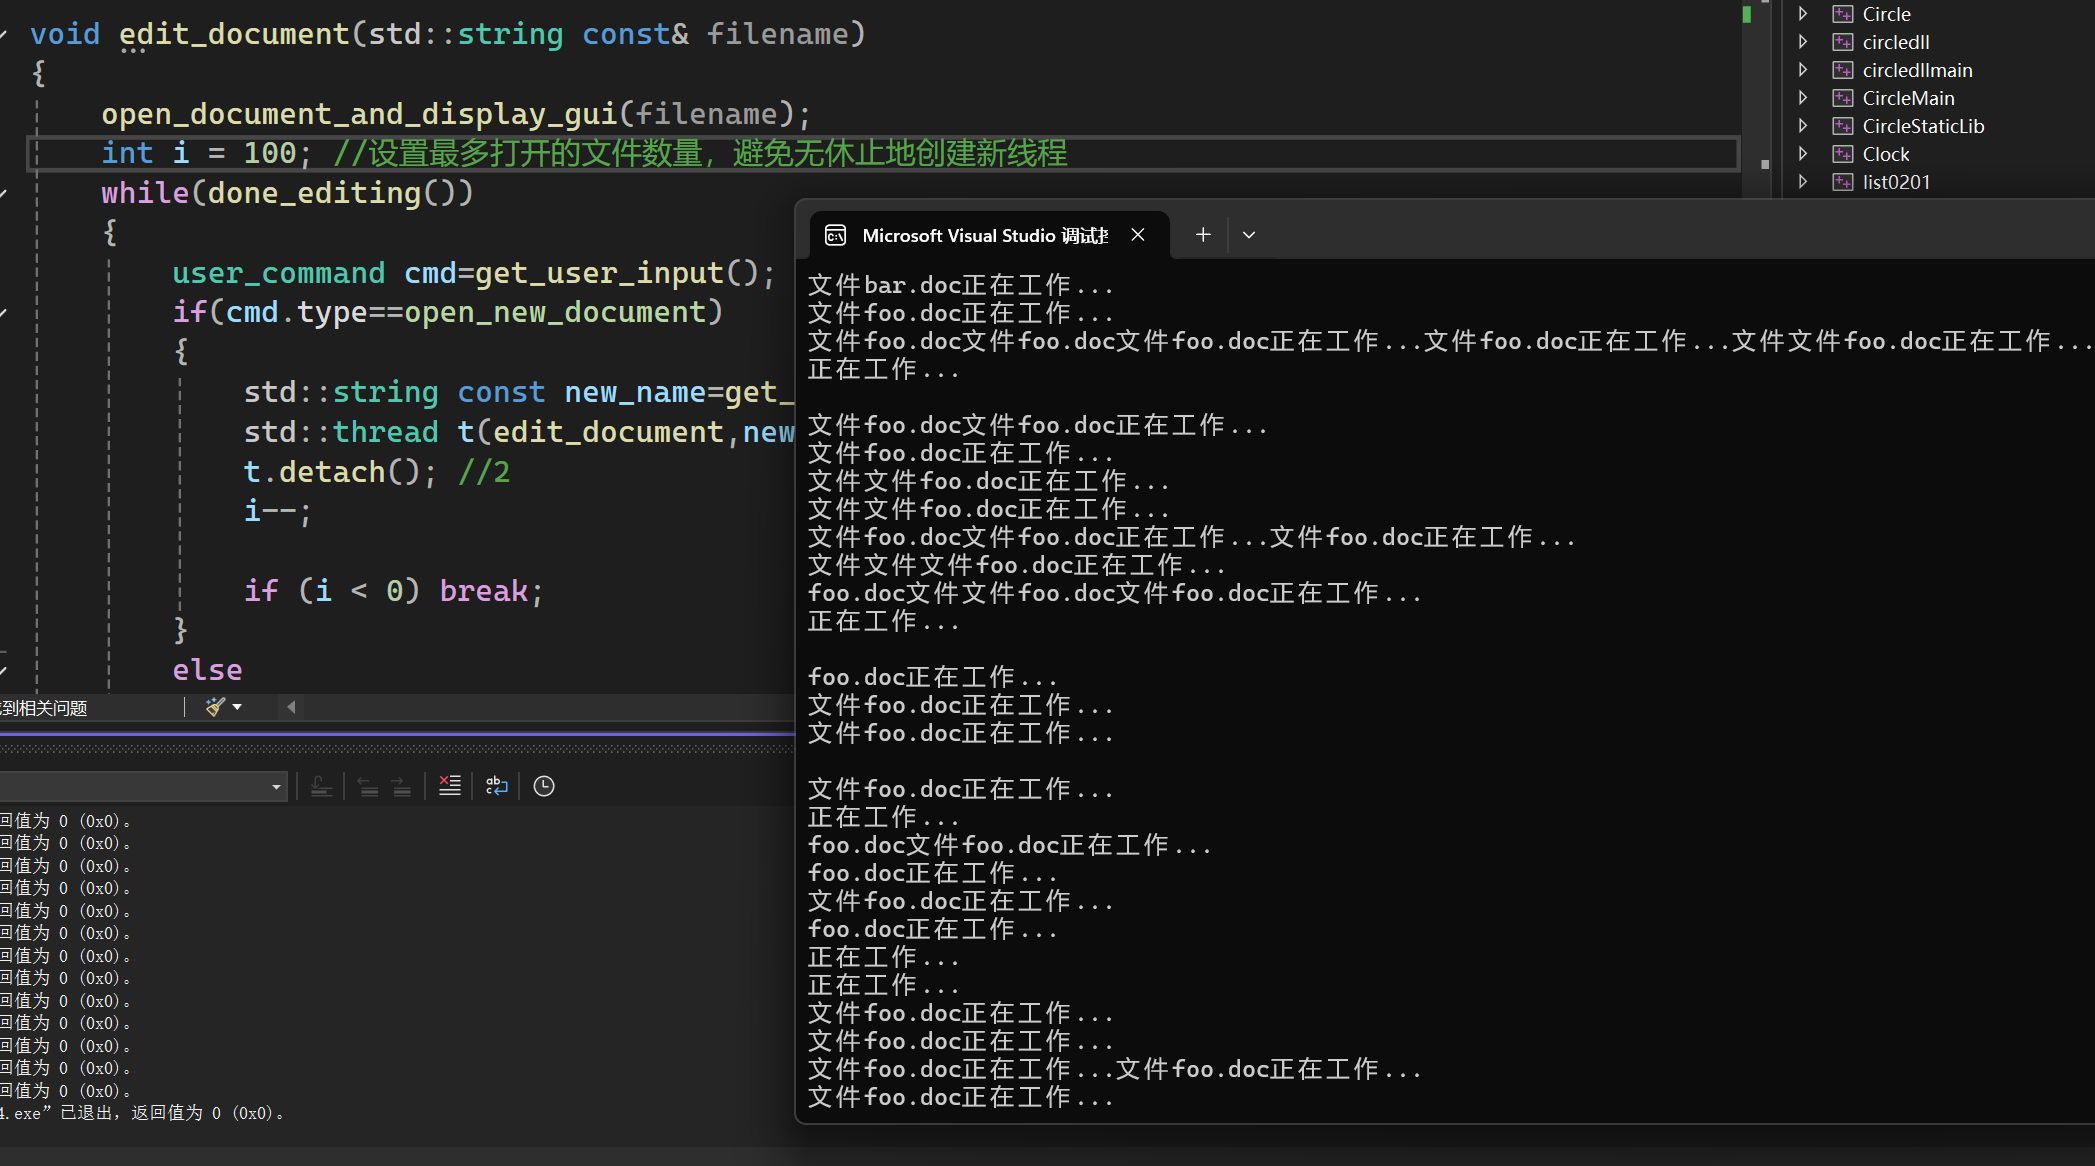 void edit_document(std::string const& filename)
{
open_document_and_display_gui(filename);
int i = 100; //设置最多打开的文件数量，避免无休止地创建新线程
while(done_editing())
{
user_command cmd=get_user_input();
if(cmd.type==open_new_document)
{
std::string const new_name=get_
std::thread t(edit_document,new
t.detach(); //2
i--;
if (i < 0) break;
}
else
到相关问题
回值为 0 (0x0)。
回值为 0 (0x0)。
回值为 0 (0x0)。
回值为 0 (0x0)。
回值为 0 (0x0)。
回值为 0 (0x0)。
回值为 0 (0x0)。
回值为 0 (0x0)。
回值为 0 (0x0)。
回值为 0 (0x0)。
回值为 0 (0x0)。
回值为 0 (0x0)。
回值为 0 (0x0)。
4.exe”已退出，返回值为 0 (0x0)。
Circle
circledll
circledllmain
CircleMain
CircleStaticLib
Clock
list0201
Microsoft Visual Studio 调试
文件bar.doc正在工作...
文件foo.doc正在工作...
文件foo.doc文件foo.doc文件foo.doc正在工作...文件foo.doc正在工作...文件文件foo.doc正在工作...
正在工作...
文件foo.doc文件foo.doc正在工作...
文件foo.doc正在工作...
文件文件foo.doc正在工作...
文件文件foo.doc正在工作...
文件foo.doc文件foo.doc正在工作...文件foo.doc正在工作...
文件文件文件foo.doc正在工作...
foo.doc文件文件foo.doc文件foo.doc正在工作...
正在工作...
foo.doc正在工作...
文件foo.doc正在工作...
文件foo.doc正在工作...
文件foo.doc正在工作...
正在工作...
foo.doc文件foo.doc正在工作...
foo.doc正在工作...
文件foo.doc正在工作...
foo.doc正在工作...
正在工作...
正在工作...
文件foo.doc正在工作...
文件foo.doc正在工作...
文件foo.doc正在工作...文件foo.doc正在工作...
文件foo.doc正在工作...